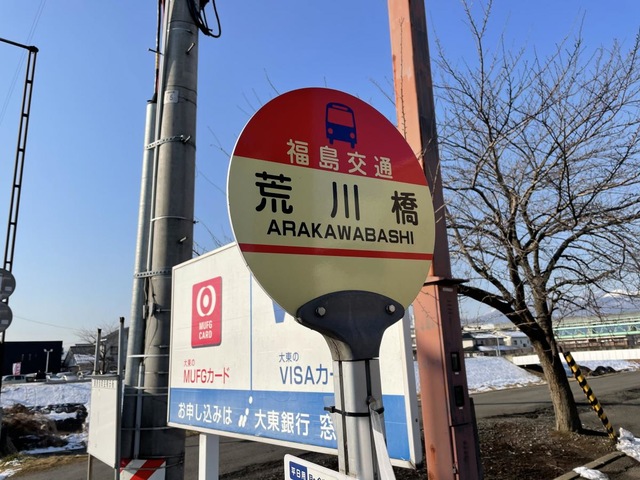 福島交通
荒川橋
ARAKAWABASHI
MUFG
CARD
大東の
MUFGカード
大東の
VISAカー
お申し込みは
大東銀行 窓
平日用